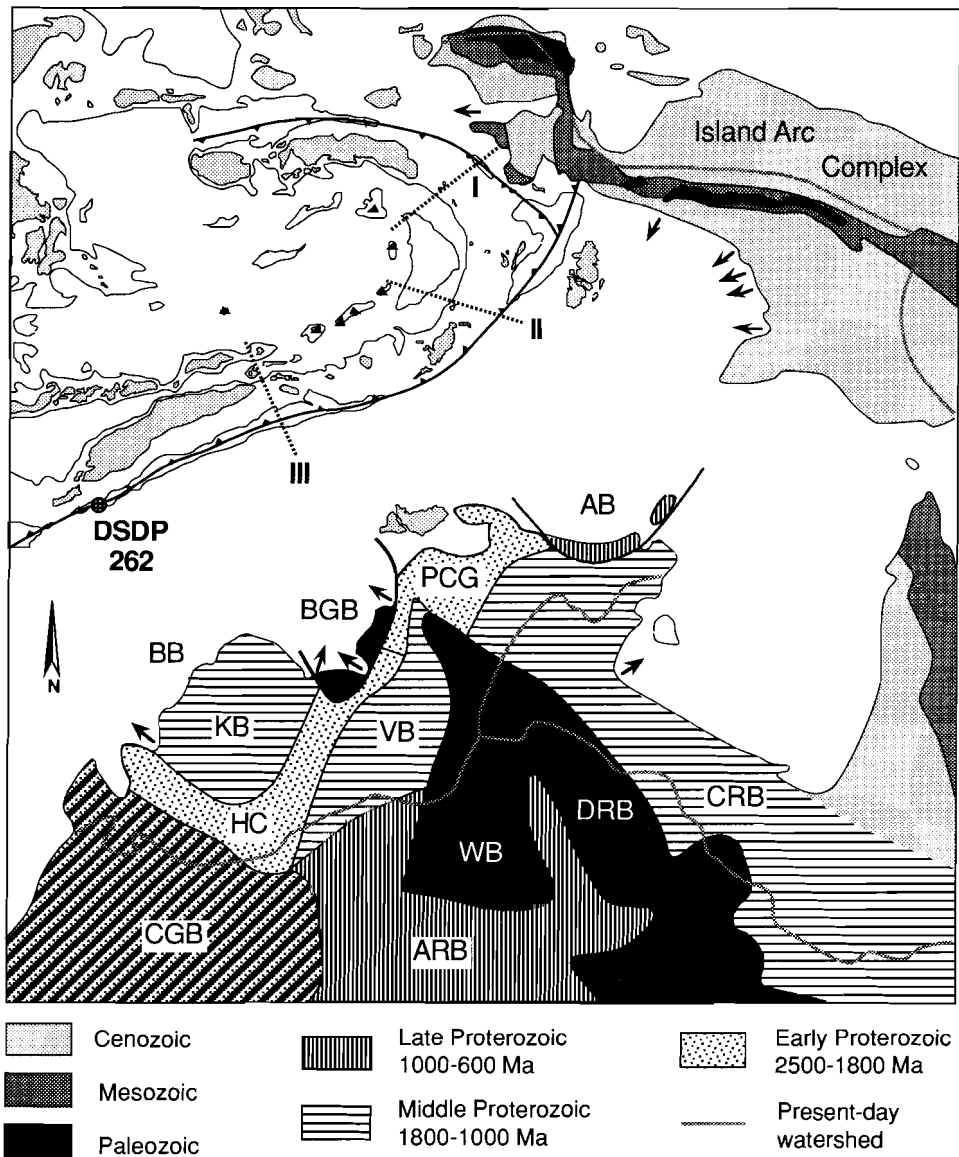 Island Arc
Complex
I
II
III
DSDP
262
AB
PCG
BGB
BB
N
KB
VB
HC
DRB
CRB
WB
CGB
ARB
Cenozoic
Mesozoic
Paleozoic
Late Proterozoic
1000-600 Ma
Middle Proterozoic
1800-1000 Ma
Early Proterozoic
2500-1800 Ma
Present-day
watershed